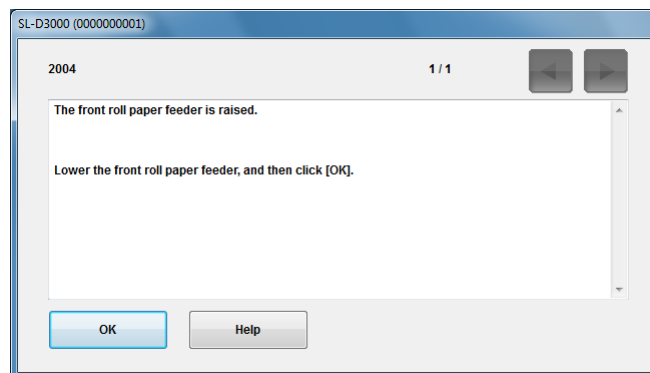 SL-D3000 (0000000001)
2004 1 / 1
The front roll paper feeder is raised.
Lower the front roll paper feeder, and then click [OK].
OK Help